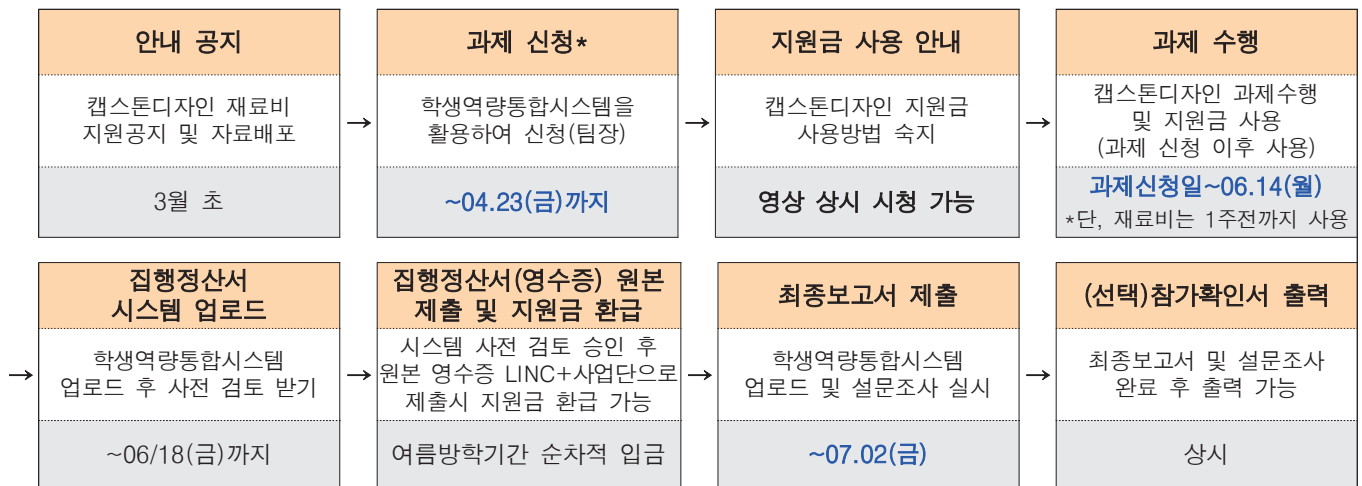 안내 공지
캡스톤디자인 재료비
지원공지 및 자료배포
3월 초
→
과제 신청*
학생역량통합시스템을
활용하여 신청(팀장)
~04.23(금)까지
→
지원금 사용 안내
캡스톤디자인 지원금
사용방법 숙지
영상 상시 시청 가능
→
과제 수행
캡스톤디자인 과제수행
및 지원금 사용
(과제 신청 이후 사용)
과제신청일~06.14(월)
*단, 재료비는 1주전까지 사용
→
집행정산서
시스템 업로드
학생역량통합시스템
업로드 후 사전 검토 받기
~06/18(금)까지
→
집행정산서(영수증) 원본
제출 및 지원금 환급
시스템 사전 검토 승인 후
원본 영수증 LINC+사업단으로
제출시 지원금 환급 가능
여름방학기간 순차적 입금
→
최종보고서 제출
학생역량통합시스템
업로드 및 설문조사 실시
~07.02(금)
→
(선택)참가확인서 출력
최종보고서 및 설문조사
완료 후 출력 가능
상시